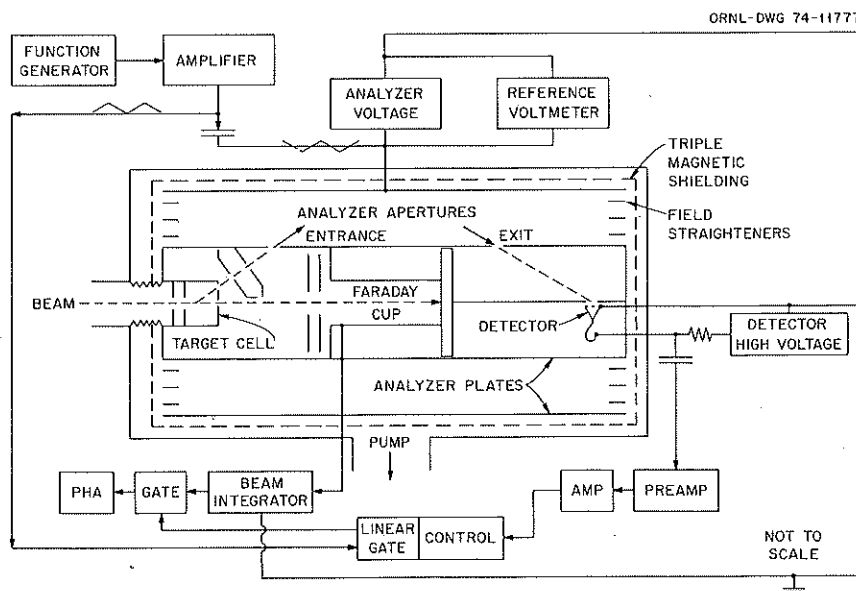 ORNL-DWG 74-11777
FUNCTION
GENERATOR
AMPLIFIER
ANALYZER
VOLTAGE
REFERENCE
VOLTMETER
TRIPLE
MAGNETIC
SHIELDING
FIELD
STRAIGHTENERS
ANALYZER APERTURES
ENTRANCE
EXIT
BEAM
FARADAY
CUP
DETECTOR
TARGET CELL
DETECTOR
HIGH VOLTAGE
ANALYZER PLATES
PUMP
PHA
GATE
BEAM
INTEGRATOR
AMP
PREAMP
LINEAR
GATE
CONTROL
NOT TO
SCALE